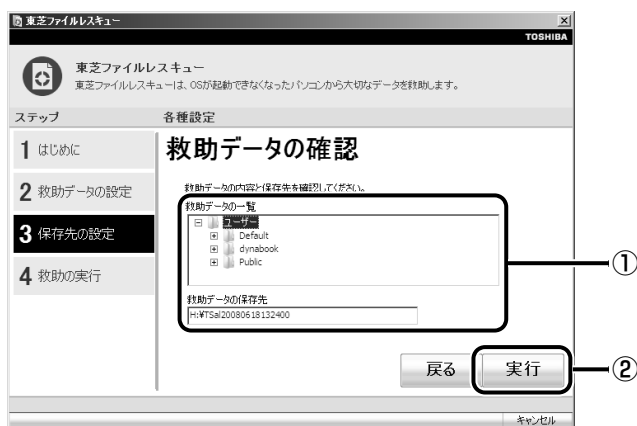 東芝ファイルレスキュー
TOSHIBA
東芝ファイルレスキュー
東芝ファイルレスキューは、OSが起動できなくなったパソコンから大切なデータを救助します。
ステップ
各種設定
1 はじめに
2 救助データの設定
3 保存先の設定
4 救助の実行
救助データの確認
救助データの内容と保存先を確認してください。
救助データの一覧
ユーザー
Default
dynabook
Public
救助データの保存先
H:¥TSal20080618132400
戻る
実行
キャンセル
①
②